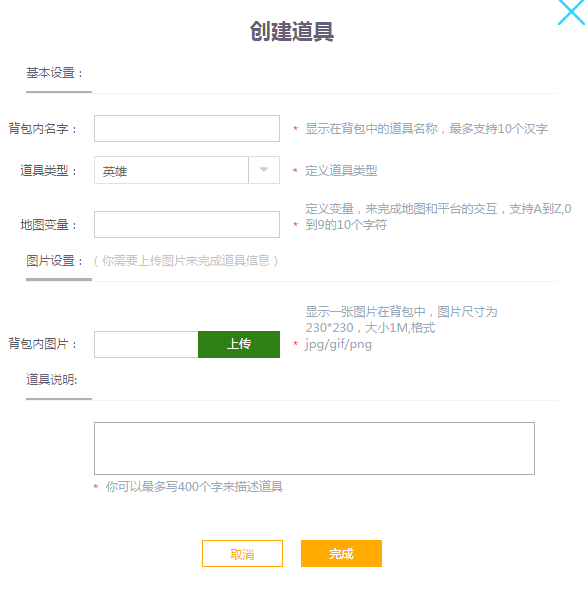 创建道具
基本设置：
背包内名字： * 显示在背包中的道具名称，最多支持10个汉字
道具类型： 英雄 * 定义道具类型
定义变量，来完成地图和平台的交互，支持A到Z,0
地图变量： * 到9的10个字符
图片设置： ( 你需要上传图片来完成道具信息 )
显示一张图片在背包中，图片尺寸为
230*230，大小1M,格式
背包内图片： 上传 * jpg/gif/png
道具说明:
* 你可以最多写400个字来描述道具
取消 完成